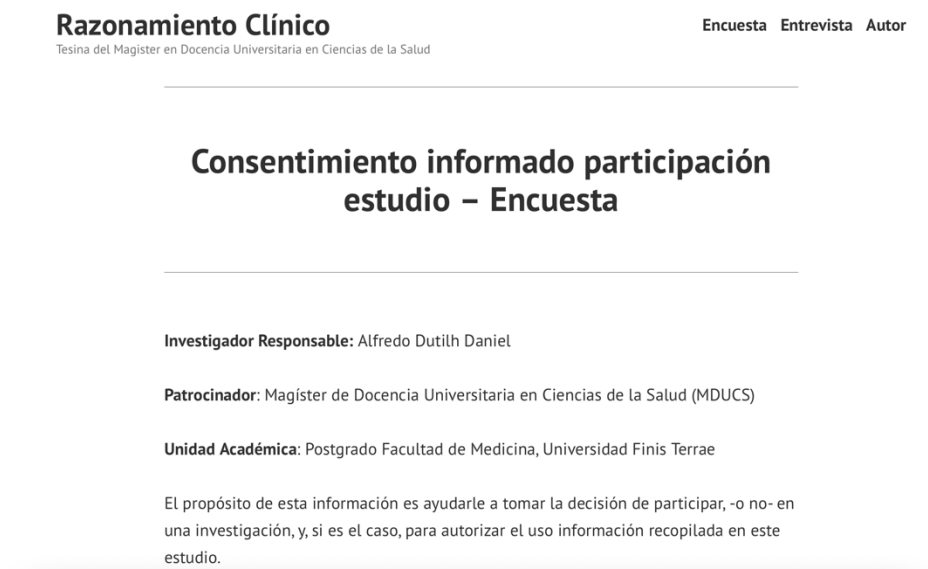 Razonamiento Clínico
Tesina del Magister en Docencia Universitaria en Ciencias de la Salud
Encuesta Entrevista Autor
Consentimiento informado participación
estudio – Encuesta
Investigador Responsable: Alfredo Dutilh Daniel
Patrocinador: Magíster de Docencia Universitaria en Ciencias de la Salud (MDUCS)
Unidad Académica: Postgrado Facultad de Medicina, Universidad Finis Terrae
El propósito de esta información es ayudarle a tomar la decisión de participar, -o no- en
una investigación, y, si es el caso, para autorizar el uso información recopilada en este
estudio.